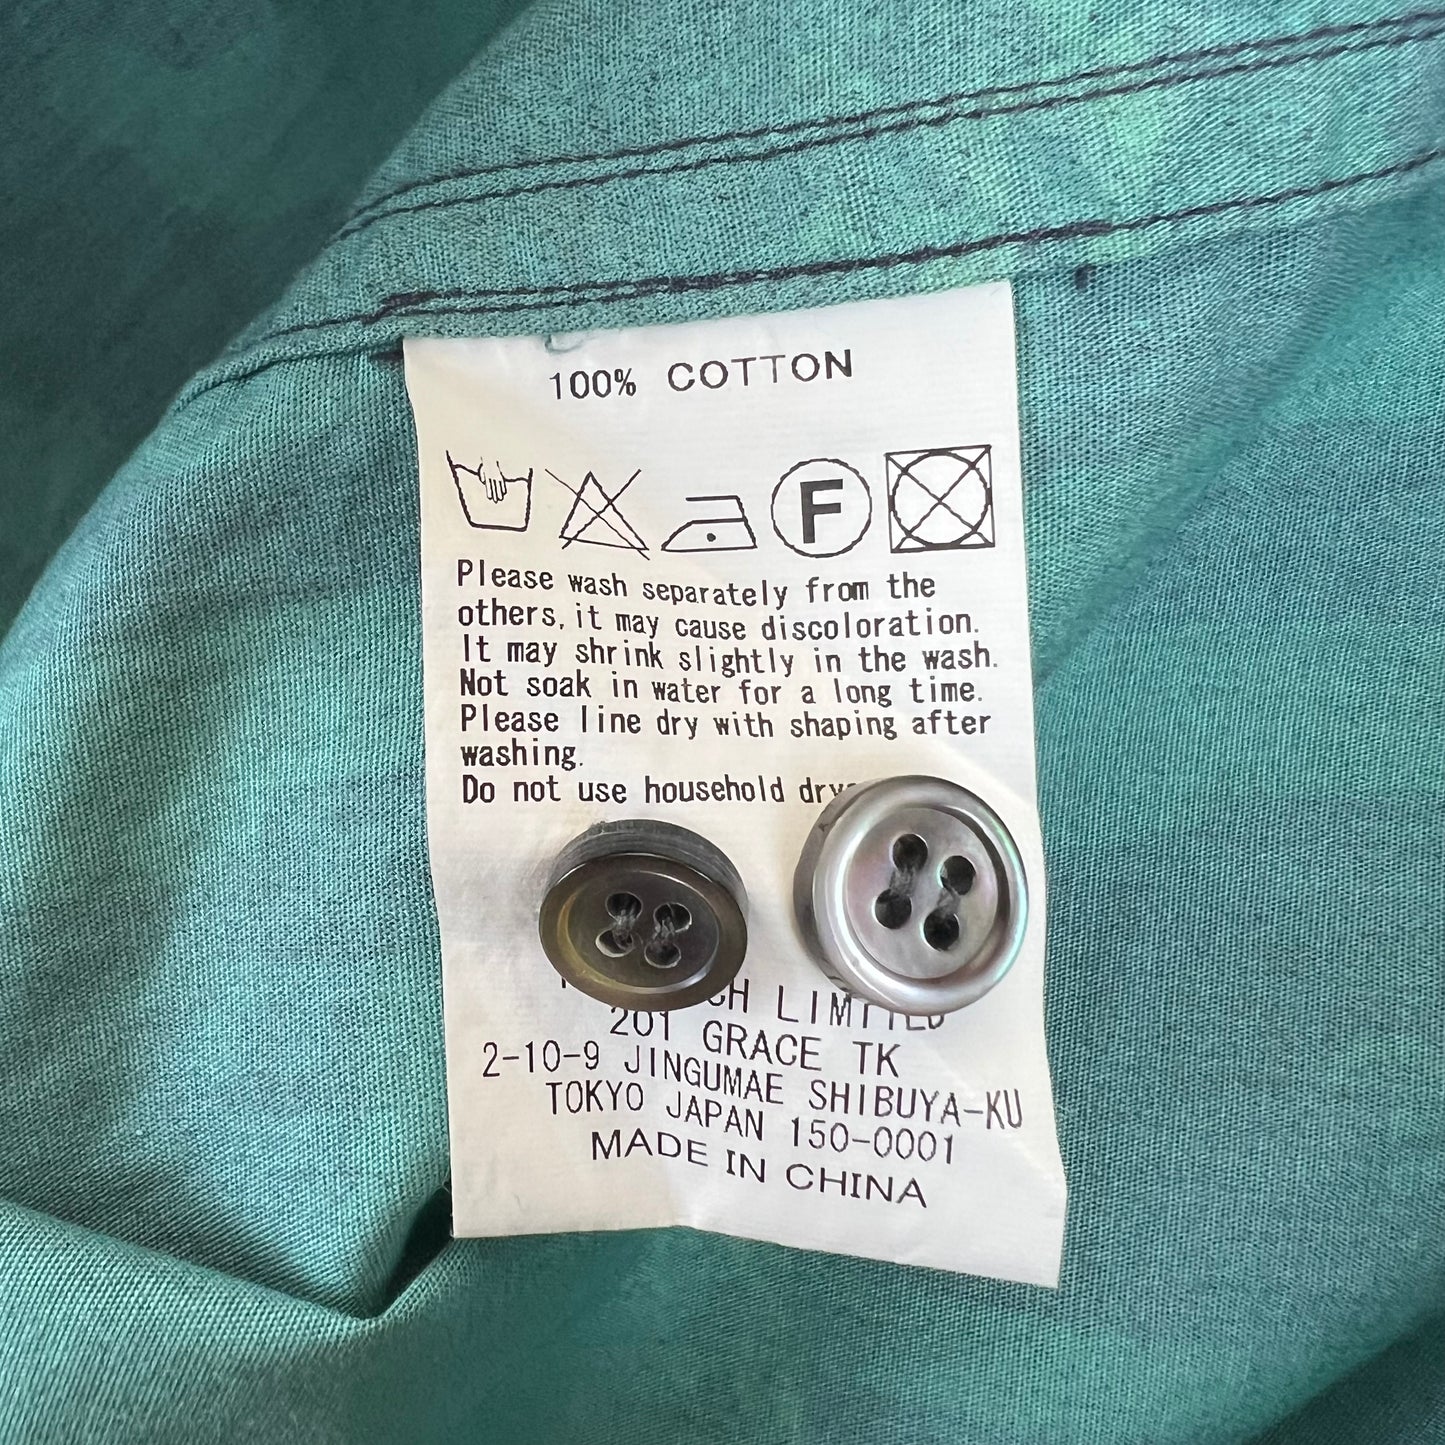 100% COTTON
F
Please wash separately from the
others, it may cause discoloration.
It may shrink slightly in the wash.
Not soak in water for a long time.
Please line dry with shaping after
washing.
Do not use household
LIMITED
201 GRACE TK
2-10-9 JINGUMAE SHIBUYA-KU
TOKYO JAPAN 150-0001
MADE IN CHINA